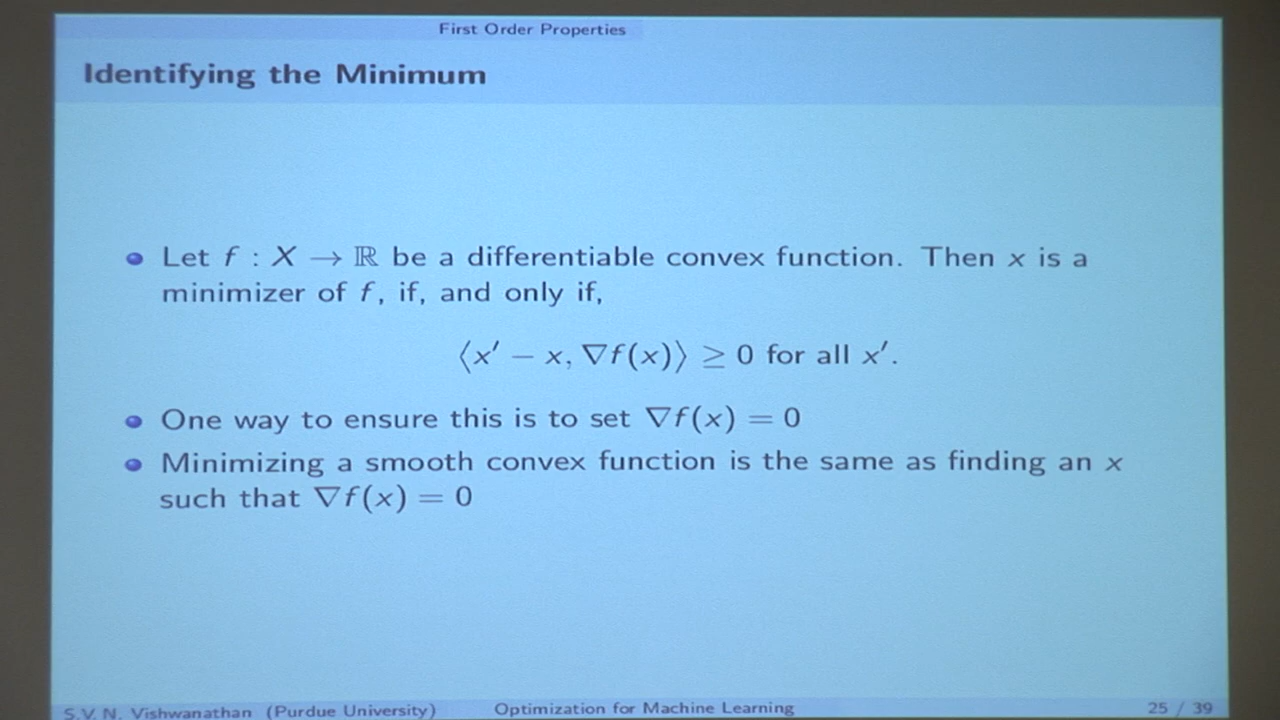 First Order Properties
Identifying the Minimum
Let f : X → ℝ be a differentiable convex function. Then x is a
minimizer of f, if, and only if,
⟨x′ − x, ∇f(x)⟩ ≥ 0 for all x′.
One way to ensure this is to set ∇f(x) = 0
Minimizing a smooth convex function is the same as finding an x
such that ∇f(x) = 0
S.V.N. Vishwanathan (Purdue University) Optimization for Machine Learning 25 / 39